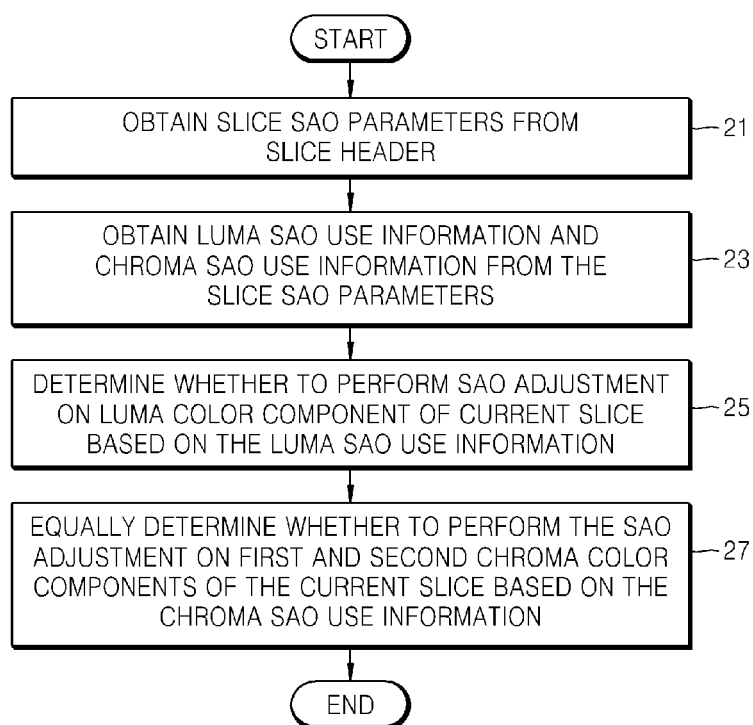 START
OBTAIN SLICE SAO PARAMETERS FROM
SLICE HEADER
21
OBTAIN LUMA SAO USE INFORMATION AND
CHROMA SAO USE INFORMATION FROM THE
SLICE SAO PARAMETERS
23
DETERMINE WHETHER TO PERFORM SAO ADJUSTMENT
ON LUMA COLOR COMPONENT OF CURRENT SLICE
BASED ON THE LUMA SAO USE INFORMATION
25
EQUALLY DETERMINE WHETHER TO PERFORM THE SAO
ADJUSTMENT ON FIRST AND SECOND CHROMA COLOR
COMPONENTS OF THE CURRENT SLICE BASED ON THE
CHROMA SAO USE INFORMATION
27
END